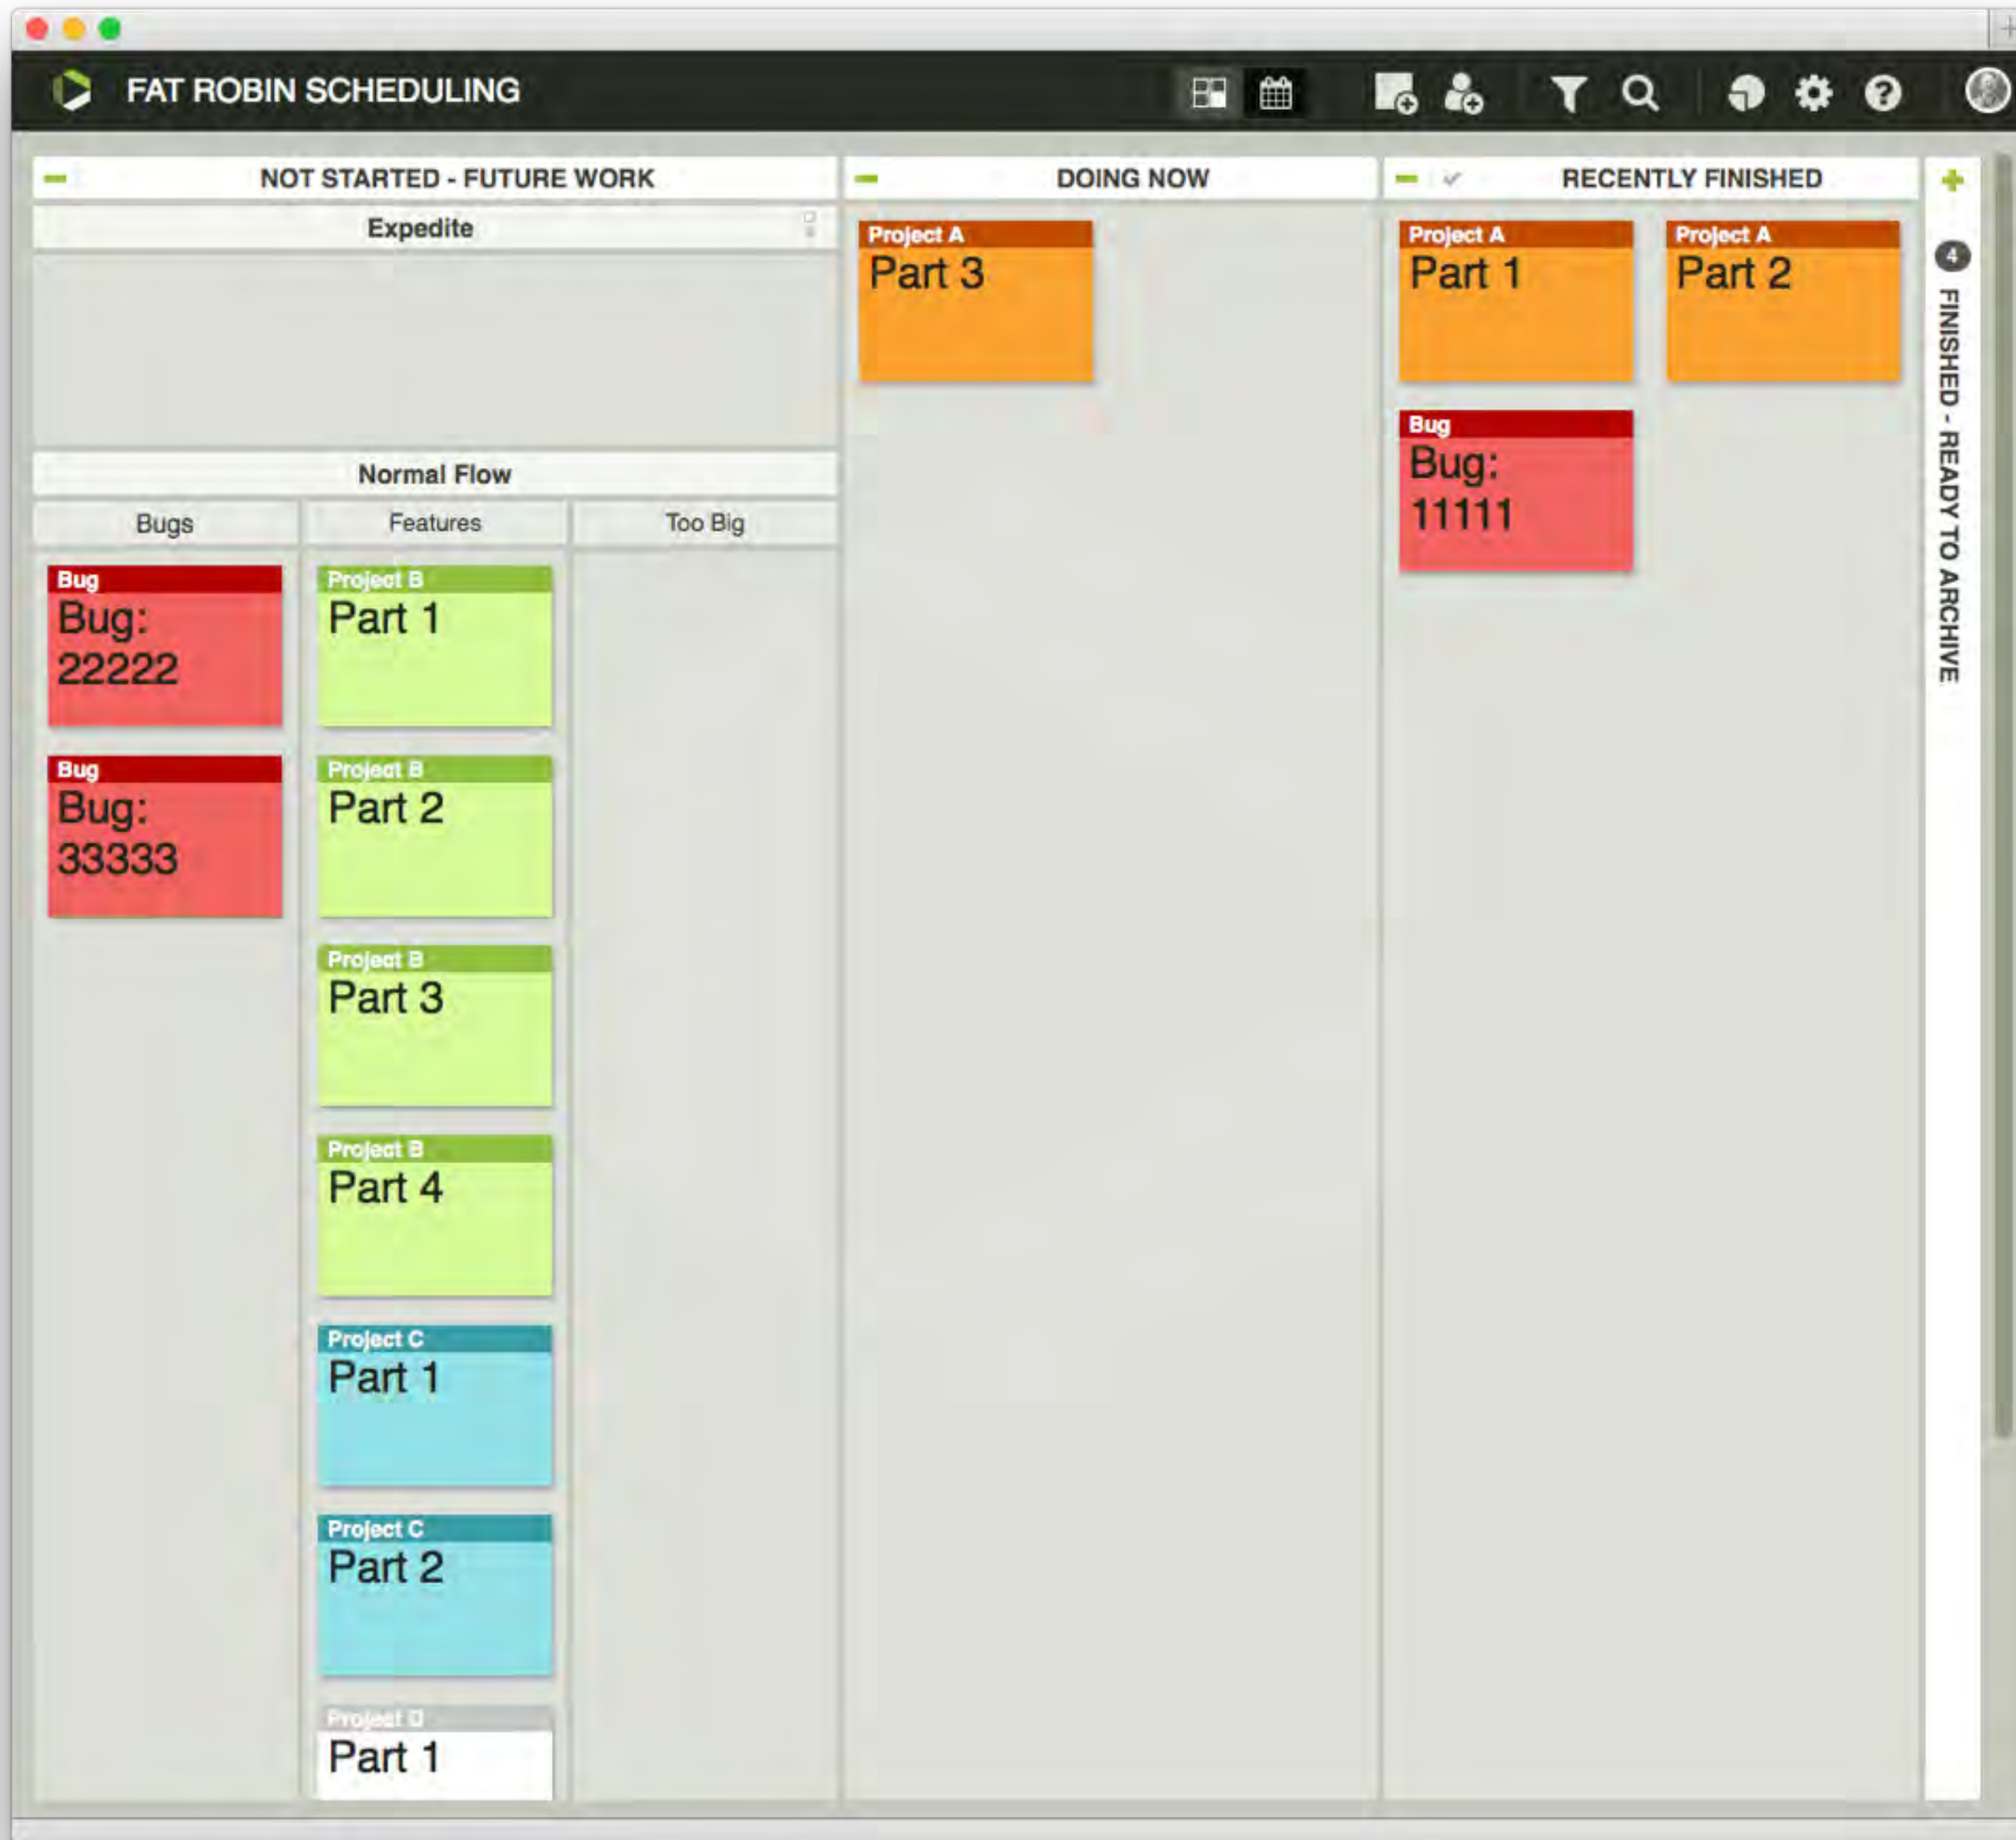 FAT ROBIN SCHEDULING
NOT STARTED - FUTURE WORK
Expedite
Normal Flow
Bugs
Features
Too Big
Bug
Bug:
22222
Bug
Bug:
33333
Project B
Part 1
Project B
Part 2
Project B
Part 3
Project B
Part 4
Project C
Part 1
Project C
Part 2
Project D
Part 1
DOING NOW
Project A
Part 3
RECENTLY FINISHED
Project A
Part 1
Project A
Part 2
Bug
Bug:
11111
4
FINISHED - READY TO ARCHIVE